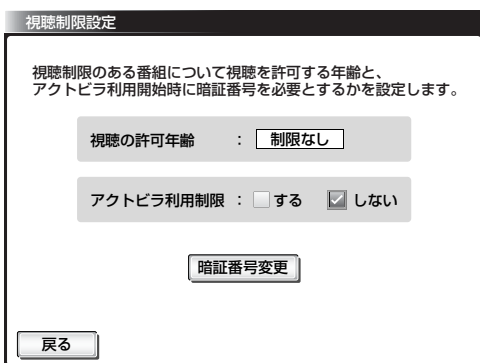 視聴制限設定
視聴制限のある番組について視聴を許可する年齢と、
アクトビラ利用開始時に暗証番号を必要とするかを設定します。
視聴の許可年齢 : 制限なし
アクトビラ利用制限 : する しない
暗証番号変更
戻る